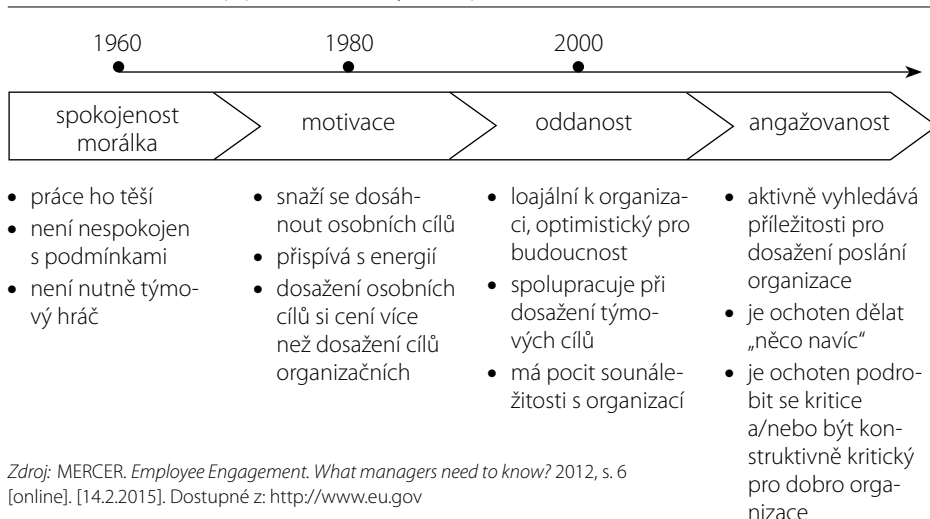 1960
1980
2000
spokojenost
morálka
motivace
oddanost
angažovanost
• práce ho těší
• není nespokojen
s podmínkami
• není nutně týmo-
vý hráč
• snaží se dosáh-
nout osobních cílů
• přispívá s energií
• dosažení osobních
cílů si cení více
než dosažení cílů
organizačních
• loajální k organiza-
ci, optimistický pro
budoucnost
• spolupracuje při
dosažení týmo-
vých cílů
• má pocit sounále-
žitosti s organizací
• aktivně vyhledává
příležitosti pro
dosažení poslání
organizace
• je ochoten dělat
„něco navíc“
• je ochoten podro-
bit se kritice
a/nebo být kon-
struktivně kritický
pro dobro orga-
nizace
Zdroj: MERCER. Employee Engagement. What managers need to know? 2012, s. 6
[online]. [14.2.2015]. Dostupné z: http://www.eu.gov